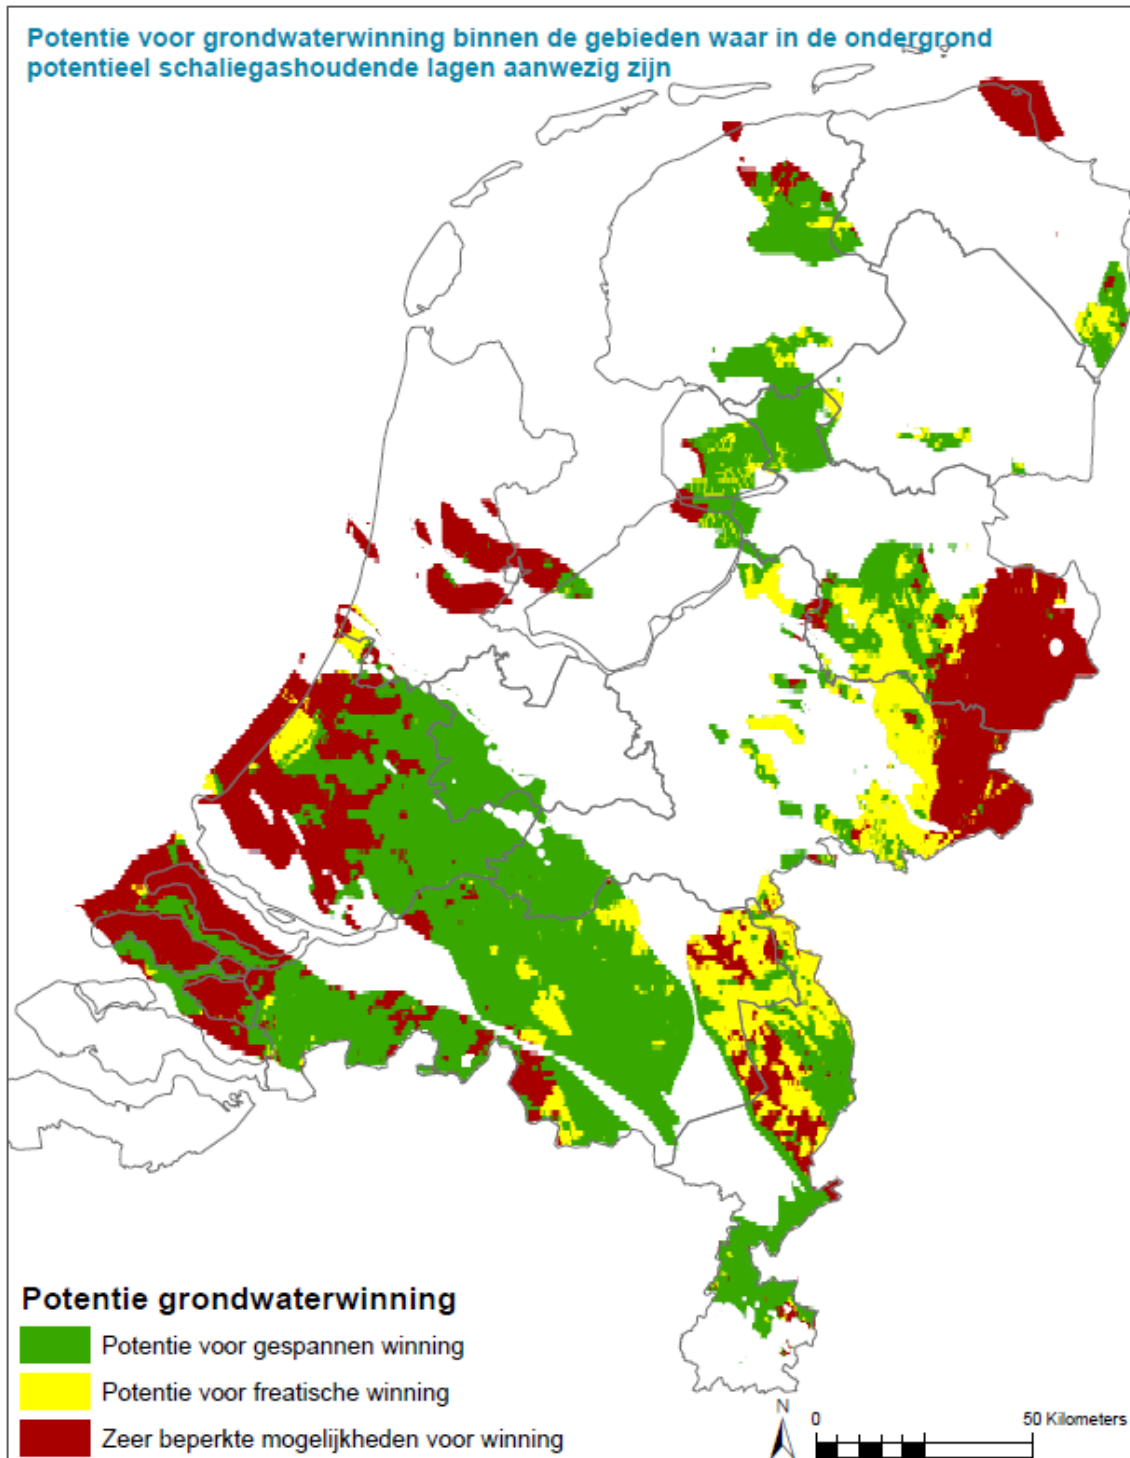 Potentie voor grondwaterwinning binnen de gebieden waar in de ondergrond
potentieel schaliegashoudende lagen aanwezig zijn
Potentie grondwaterwinning
Potentie voor gespannen winning
Potentie voor freatische winning
Zeer beperkte mogelijkheden voor winning
N
0 50 Kilometers